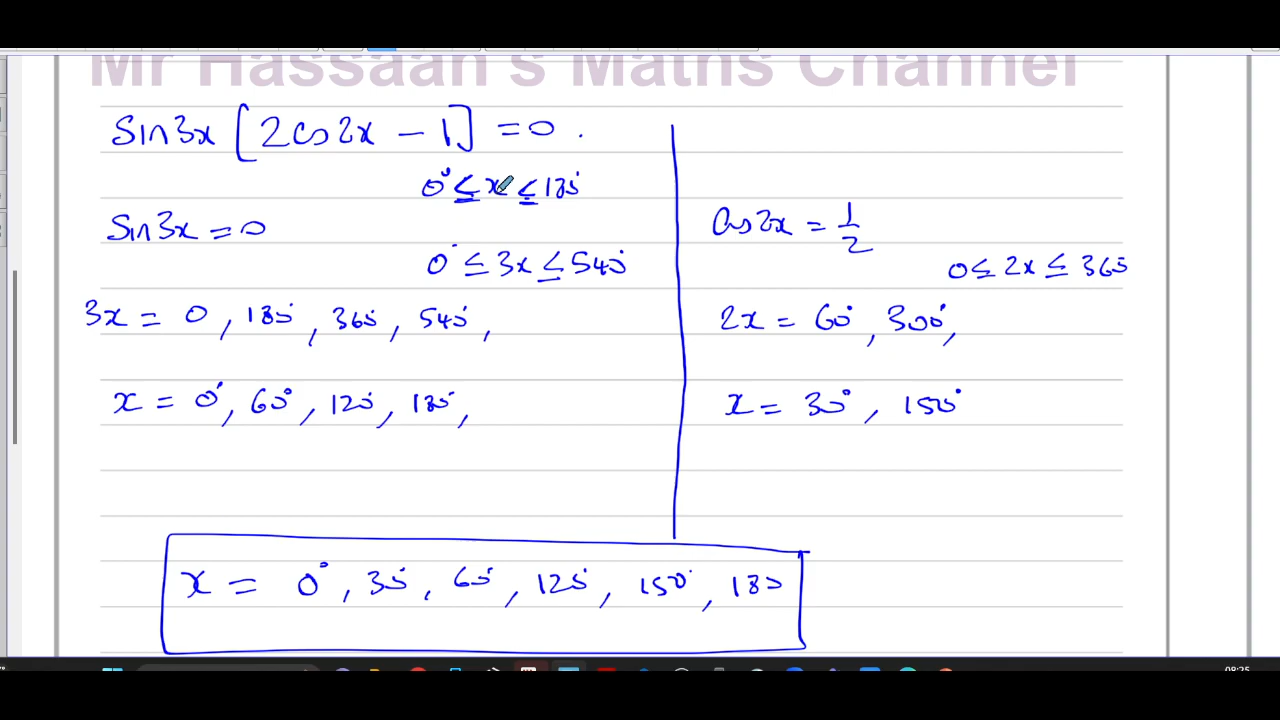 Mr Hassaan's Maths Channel
Sin3x [2cos2x − 1] = 0 .
0° ≤ x ≤ 180°
Sin3x = 0
0° ≤ 3x ≤ 540°
3x = 0 , 180° , 360° , 540° ,
x = 0° , 60° , 120° , 180° ,
Cos2x = 1/2
0 ≤ 2x ≤ 360°
2x = 60° , 300° ,
x = 30° , 150°
x = 0° , 30° , 60° , 120° , 150° , 180
08:25